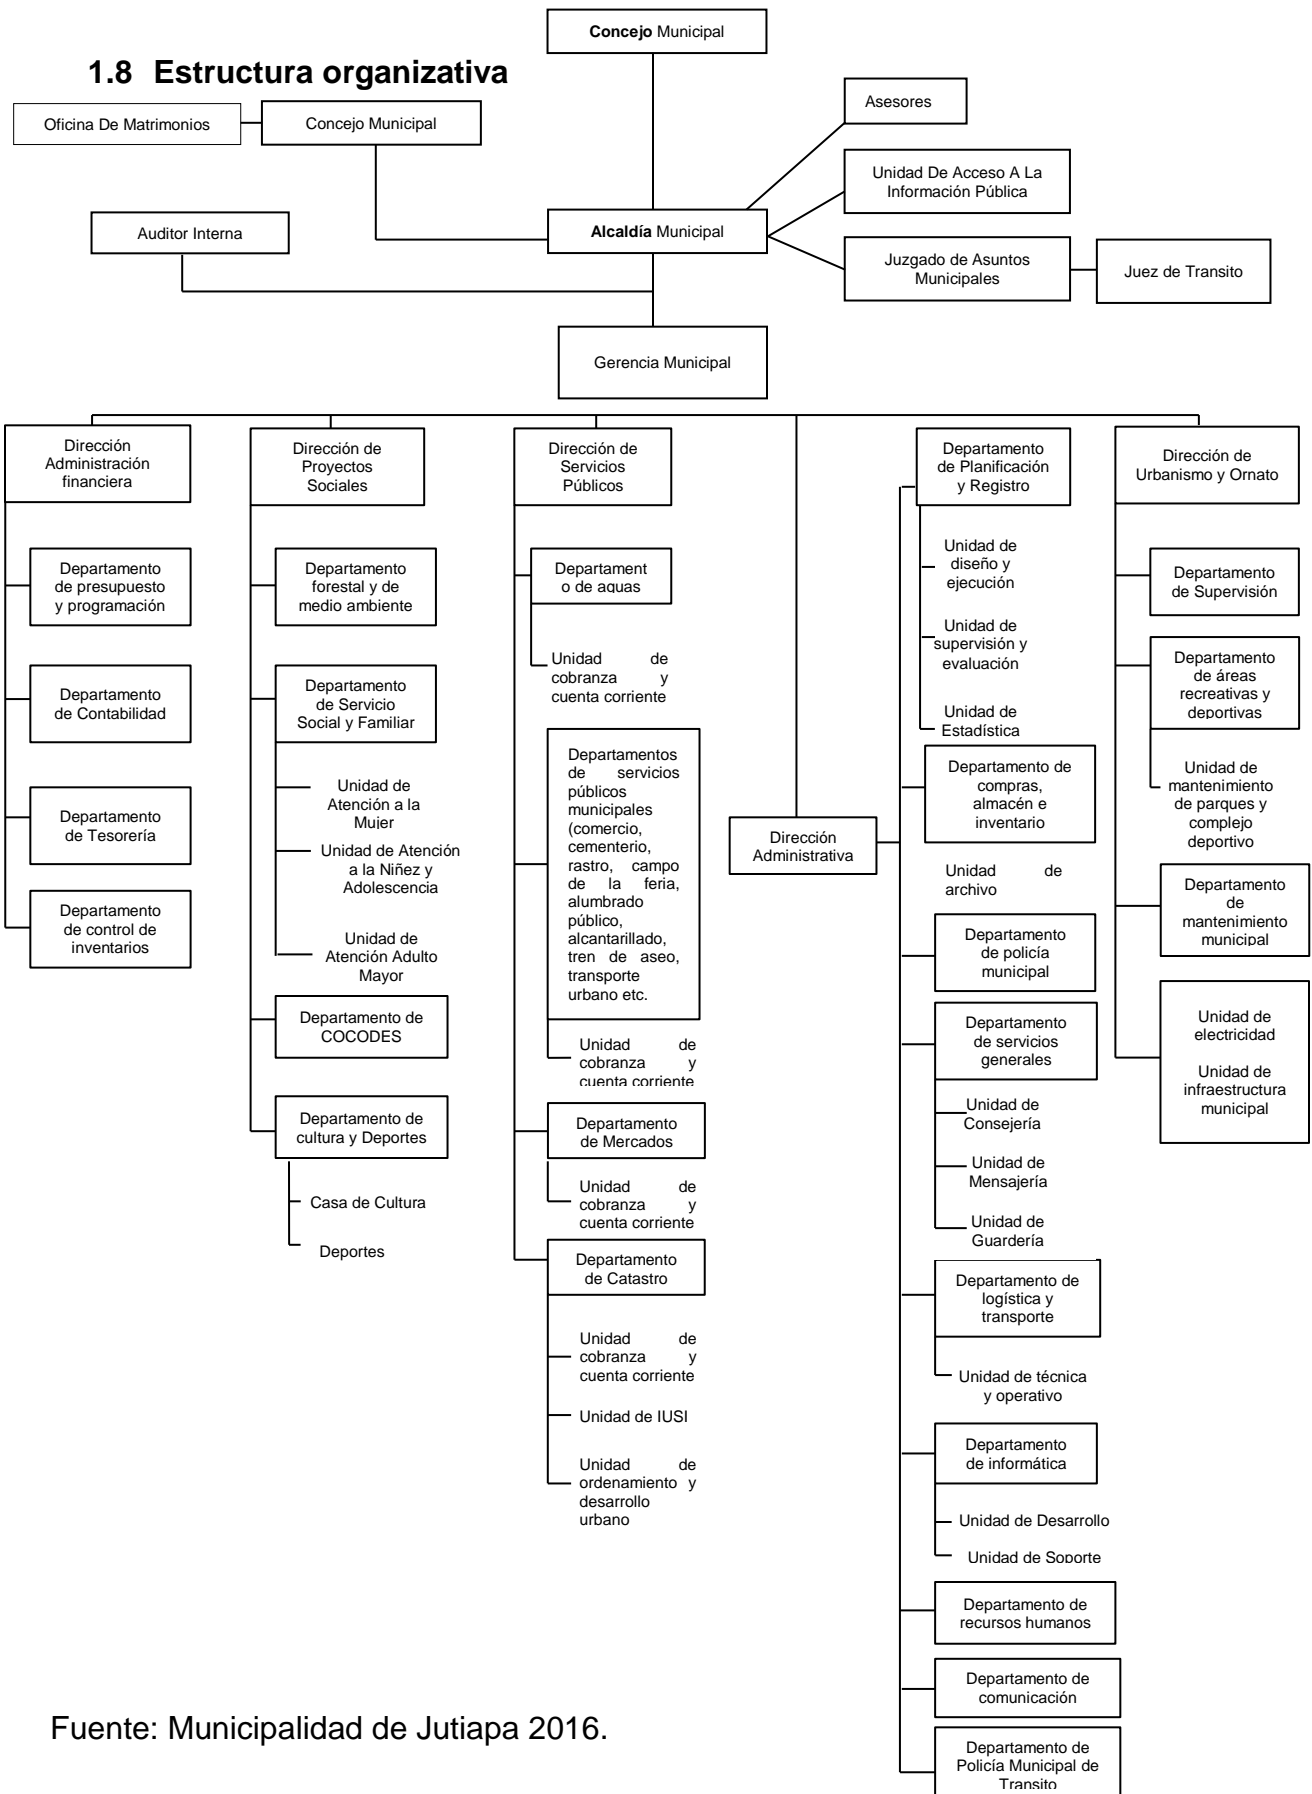 Concejo Municipal
1.8 Estructura organizativa
Asesores
Oficina De Matrimonios
Concejo Municipal
Unidad De Acceso A La
Información Pública
Auditor Interna
Alcaldía Municipal
Juzgado de Asuntos
Municipales
Juez de Transito
Gerencia Municipal
Dirección
Administración
financiera
Departamento
de presupuesto
y programación
Departamento
de Contabilidad
Departamento
de Tesorería
Departamento
de control de
inventarios
Dirección de
Proyectos
Sociales
Departamento
forestal y de
medio ambiente
Departamento
de Servicio
Social y Familiar
Unidad de
Atención a la
Mujer
Unidad de Atención
a la Niñez y
Adolescencia
Unidad de
Atención Adulto
Mayor
Departamento de
COCODES
Departamento de
cultura y Deportes
Casa de Cultura
Deportes
Dirección de
Servicios
Públicos
Departament
o de aguas
Unidad de
cobranza y
cuenta corriente
Departamentos
de servicios
públicos
municipales
(comercio,
cementerio,
rastro, campo
de la feria,
alumbrado
público,
alcantarillado,
tren de aseo,
transporte
urbano etc.
Unidad de
cobranza y
cuenta corriente
Departamento
de Mercados
Unidad de
cobranza y
cuenta corriente
Departamento
de Catastro
Unidad de
cobranza y
cuenta corriente
Unidad de IUSI
Unidad de
ordenamiento y
desarrollo
urbano
Dirección
Administrativa
Departamento
de Planificación
y Registro
Unidad de
diseño y
ejecución
Unidad de
supervisión y
evaluación
Unidad de
Estadística
Departamento de
compras,
almacén e
inventario
Unidad de
archivo
Departamento
de policía
municipal
Departamento
de servicios
generales
Unidad de
Consejería
Unidad de
Mensajería
Unidad de
Guardería
Departamento de
logística y
transporte
Unidad de técnica
y operativo
Departamento
de informática
Unidad de Desarrollo
Unidad de Soporte
Departamento de
recursos humanos
Departamento de
comunicación
Departamento de
Policía Municipal de
Transito
Dirección de
Urbanismo y Ornato
Departamento
de Supervisión
Departamento
de áreas
recreativas y
deportivas
Unidad de
mantenimiento
de parques y
complejo
deportivo
Departamento
de
mantenimiento
municipal
Unidad de
electricidad
Unidad de
infraestructura
municipal
Fuente: Municipalidad de Jutiapa 2016.